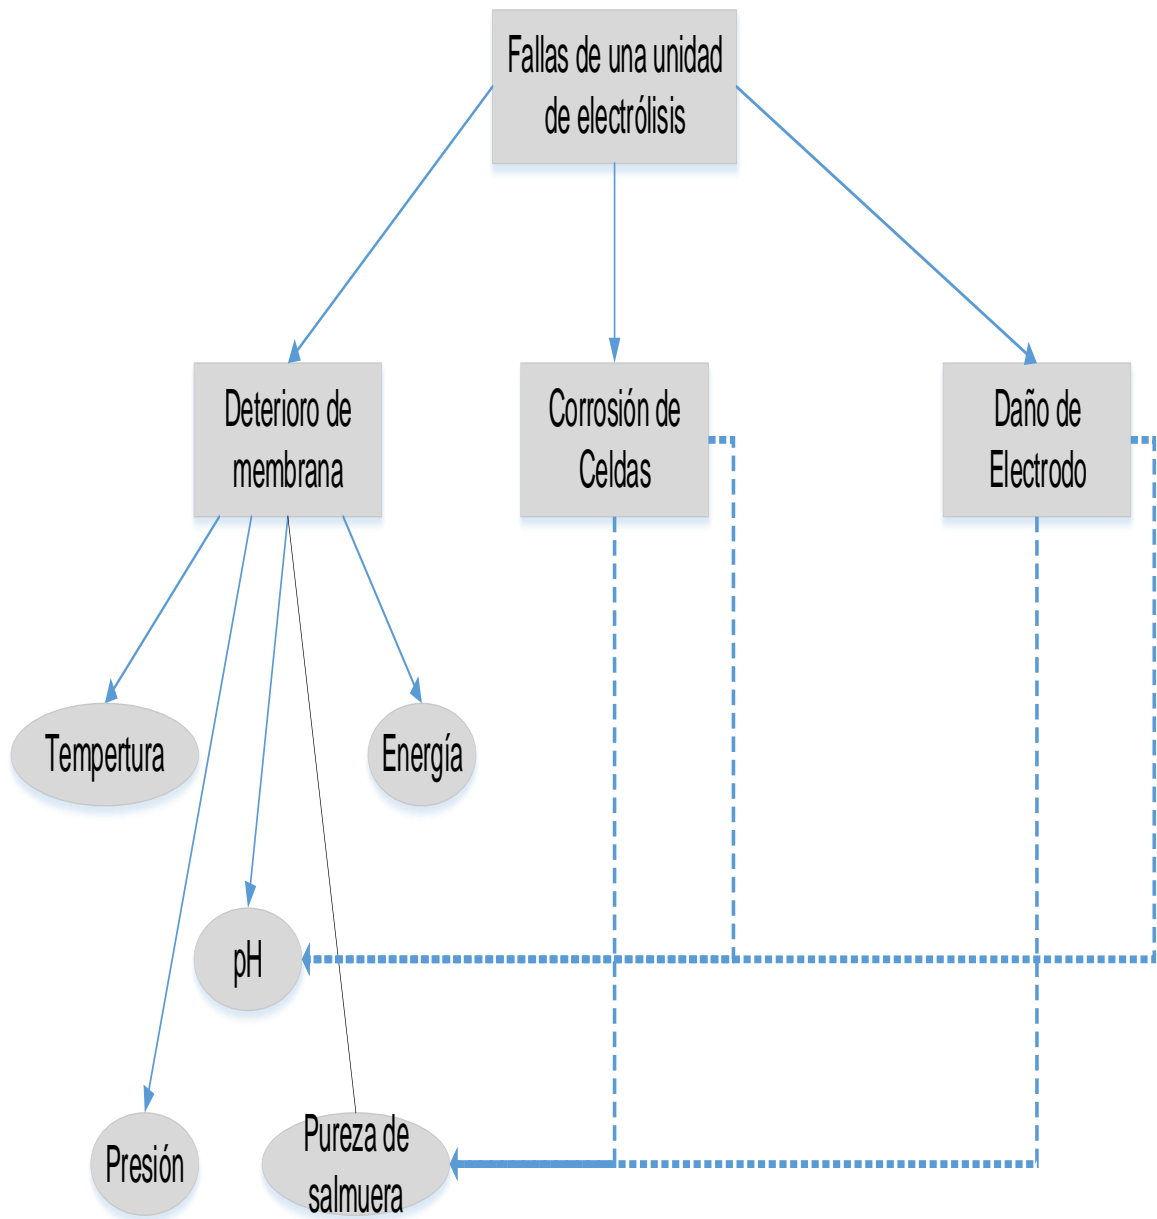 Fallas de una unidad
de electrólisis
Deterioro de
membrana
Corrosión de
Celdas
Daño de
Electrodo
Tempertura
Energía
pH
Presión
Pureza de
salmuera